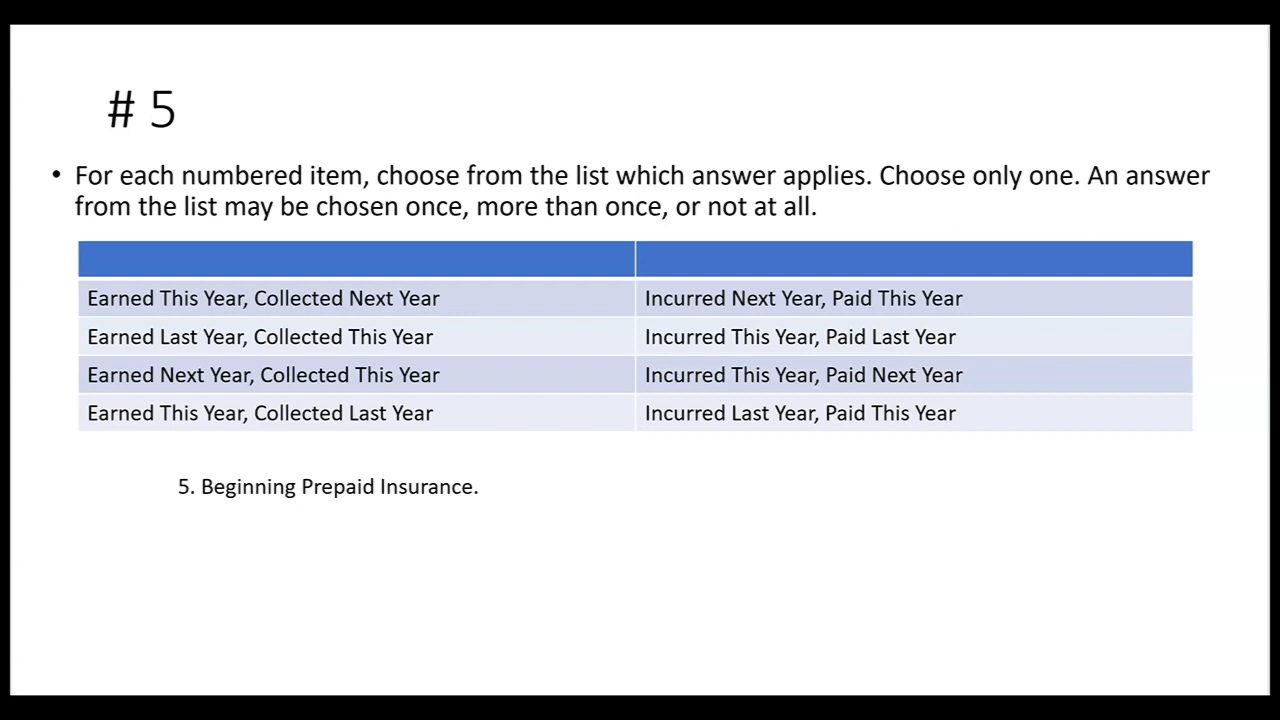 # 5
• For each numbered item, choose from the list which answer applies. Choose only one. An answer
from the list may be chosen once, more than once, or not at all.
Earned This Year, Collected Next Year
Incurred Next Year, Paid This Year
Earned Last Year, Collected This Year
Incurred This Year, Paid Last Year
Earned Next Year, Collected This Year
Incurred This Year, Paid Next Year
Earned This Year, Collected Last Year
Incurred Last Year, Paid This Year
5. Beginning Prepaid Insurance.